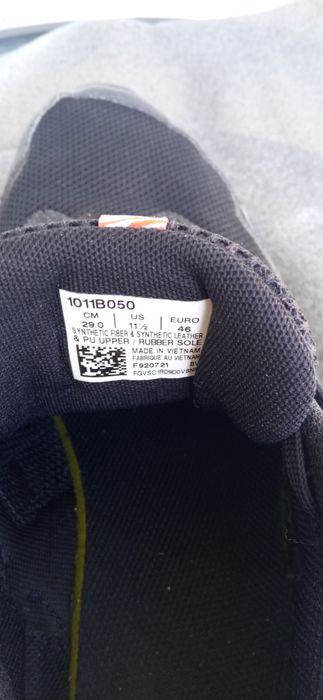 1011B050
CM US EURO
29.0 11½ 46
SYNTHETIC FIBER & SYNTHETIC LEATHER
& PU UPPER / RUBBER SOLE
MADE IN VIETNAM
FABRIQUE AU VIETNAM
F920721